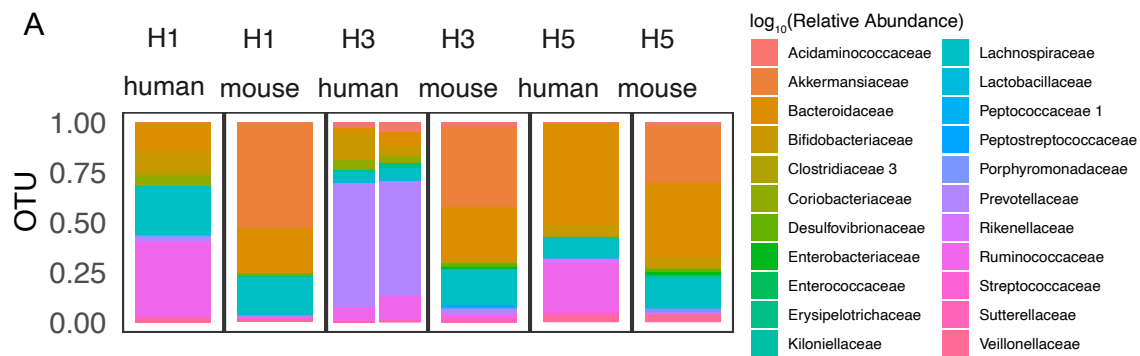 A
H1 H1 H3 H3 H5 H5
human mouse human mouse human mouse
OTU
1.00
0.75
0.50
0.25
0.00
log10(Relative Abundance)
Acidaminococcaceae
Akkermansiaceae
Bacteroidaceae
Bifidobacteriaceae
Clostridiaceae 3
Coriobacteriaceae
Desulfovibrionaceae
Enterobacteriaceae
Enterococcaceae
Erysipelotrichaceae
Kiloniellaceae
Lachnospiraceae
Lactobacillaceae
Peptococcaceae 1
Peptostreptococcaceae
Porphyromonadaceae
Prevotellaceae
Rikenellaceae
Ruminococcaceae
Streptococcaceae
Sutterellaceae
Veillonellaceae